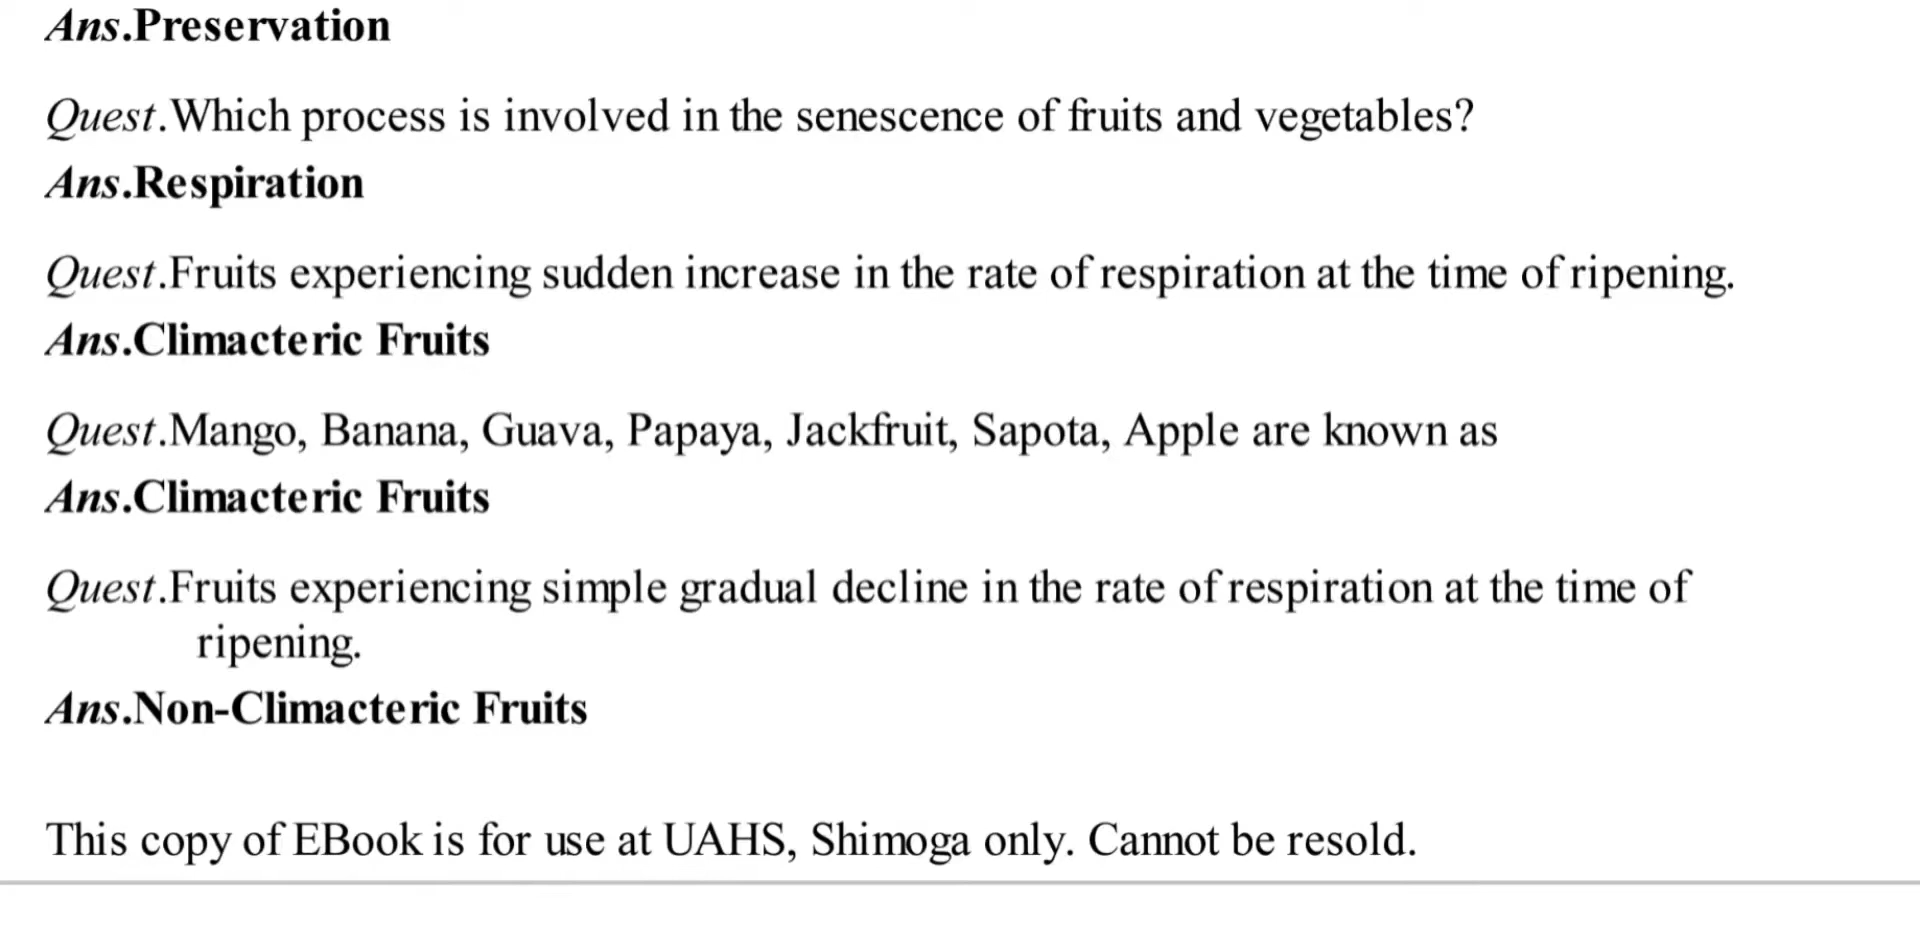 Ans.Preservation
Quest.Which process is involved in the senescence of fruits and vegetables?
Ans.Respiration
Quest.Fruits experiencing sudden increase in the rate of respiration at the time of ripening.
Ans.Climacteric Fruits
Quest.Mango, Banana, Guava, Papaya, Jackfruit, Sapota, Apple are known as
Ans.Climacteric Fruits
Quest.Fruits experiencing simple gradual decline in the rate of respiration at the time of
ripening.
Ans.Non-Climacteric Fruits
This copy of EBook is for use at UAHS, Shimoga only. Cannot be resold.